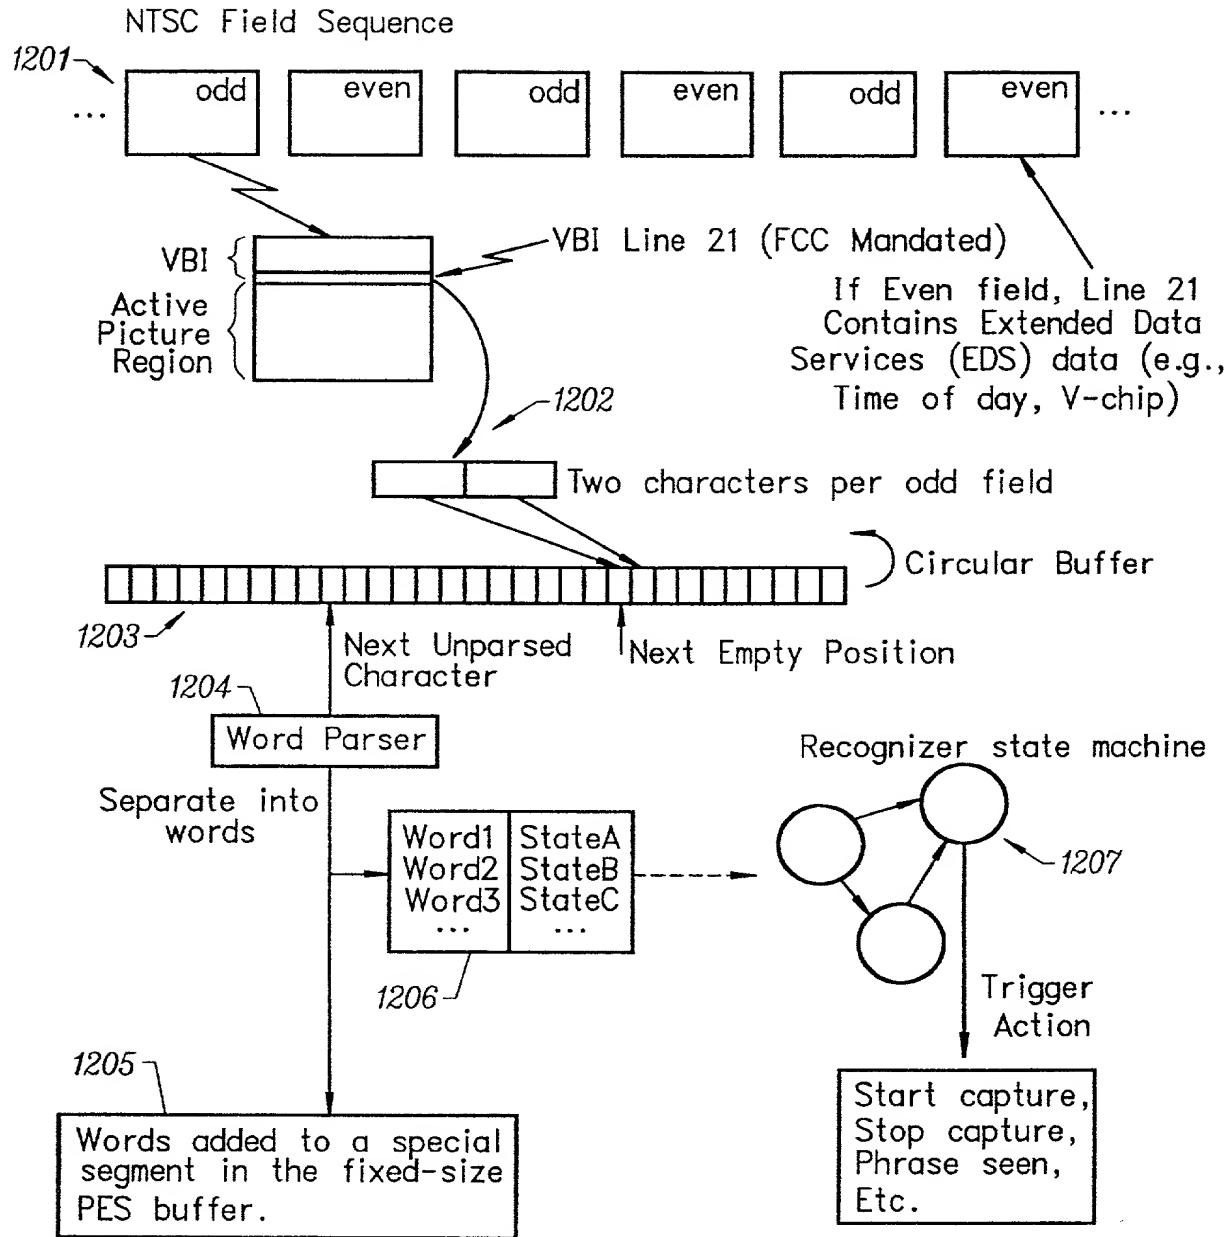 NTSC Field Sequence
1201
... odd even odd even odd even ...
VBI
VBI Line 21 (FCC Mandated)
Active
Picture
Region
If Even field, Line 21
Contains Extended Data
Services (EDS) data (e.g.,
Time of day, V-chip)
1202
Two characters per odd field
Circular Buffer
1203
Next Unparsed
Character
Next Empty Position
1204
Word Parser
Separate into
words
Word1 StateA
Word2 StateB
Word3 StateC
... ...
1206
Recognizer state machine
1207
Trigger
Action
1205
Words added to a special
segment in the fixed-size
PES buffer.
Start capture,
Stop capture,
Phrase seen,
Etc.